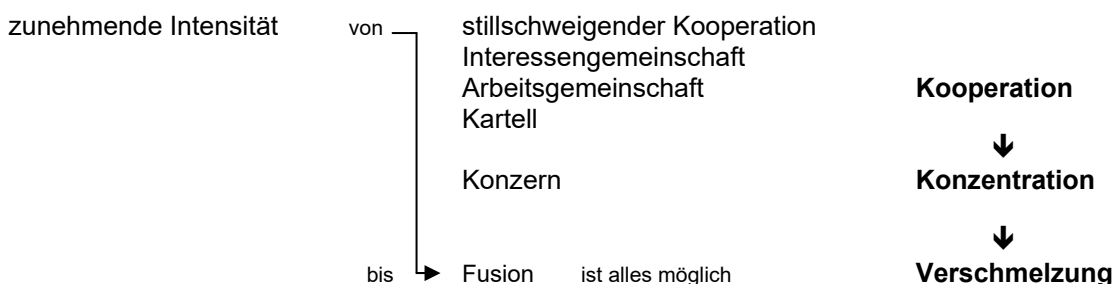 zunehmende Intensität von stillschweigender Kooperation
Interessengemeinschaft
Arbeitsgemeinschaft Kooperation
Kartell
Konzern Konzentration
bis Fusion ist alles möglich Verschmelzung